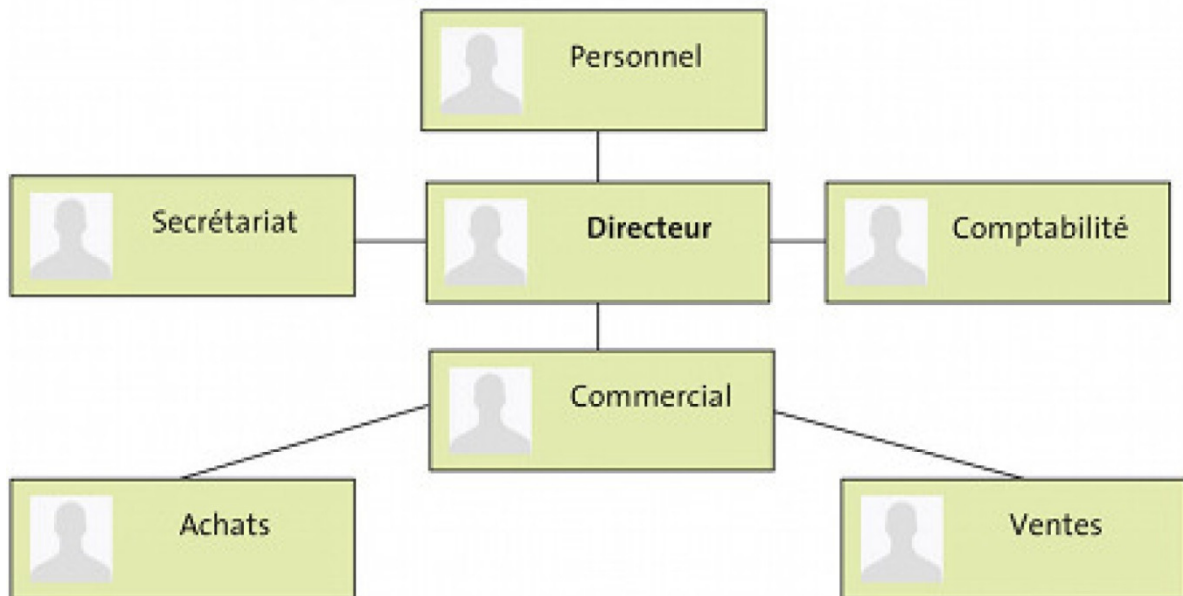 Personnel
Secrétariat
Directeur
Comptabilité
Commercial
Achats
Ventes